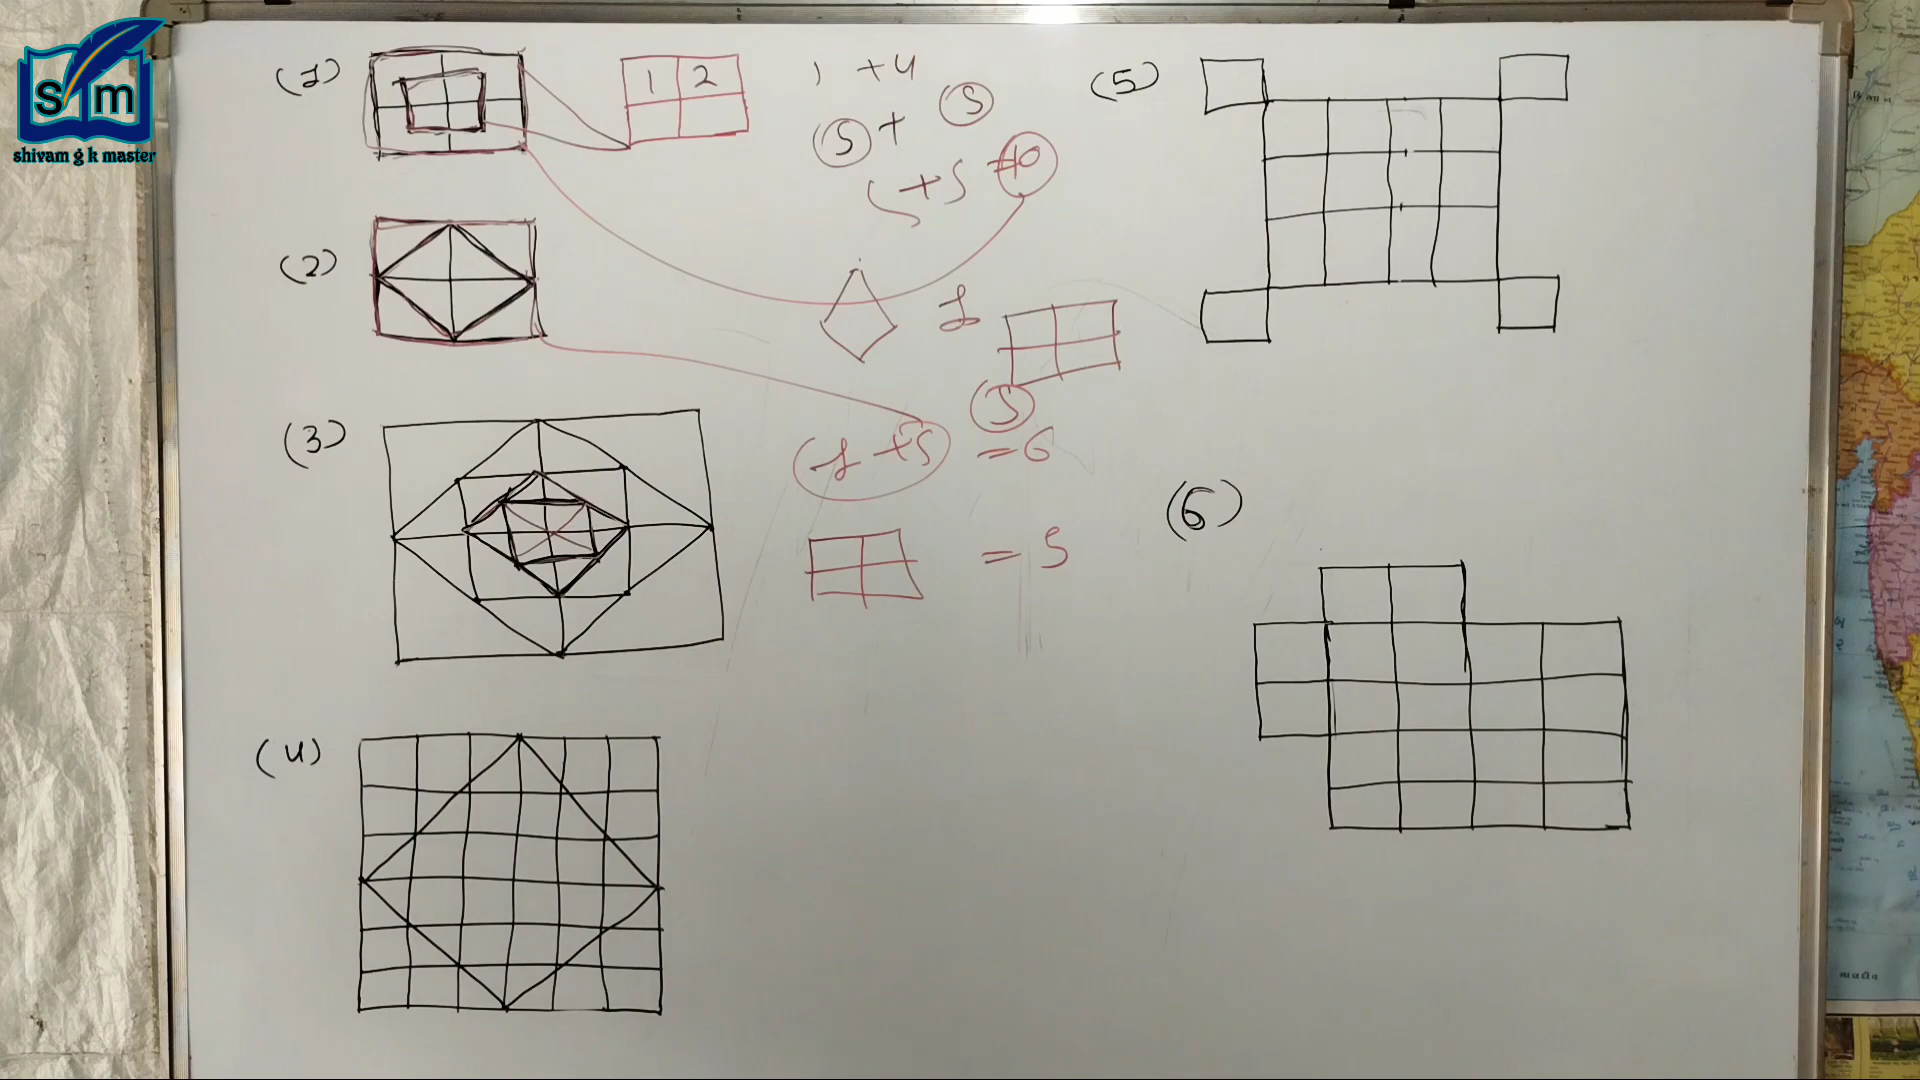 sm
shivam g k master
(1)
1 2
1 + 4
5 + 5
5 + 5 = 10
(2)
1
5
(1 + 5) = 6
(3)
= 5
(4)
(5)
(6)